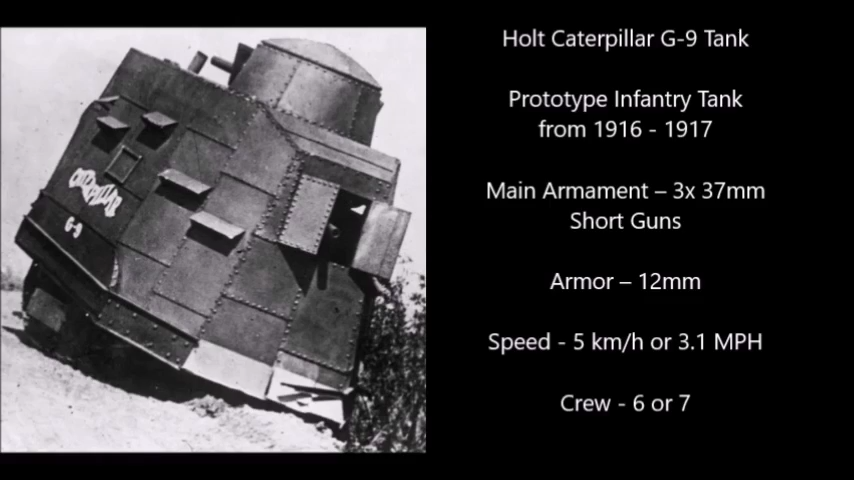 CATERPILLAR
G-9
Holt Caterpillar G-9 Tank
Prototype Infantry Tank
from 1916 - 1917
Main Armament – 3x 37mm
Short Guns
Armor – 12mm
Speed - 5 km/h or 3.1 MPH
Crew - 6 or 7